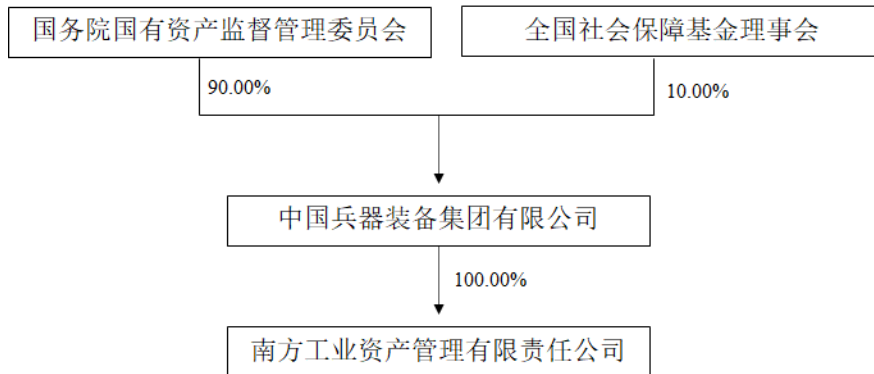 国务院国有资产监督管理委员会
全国社会保障基金理事会
90.00%
10.00%
中国兵器装备集团有限公司
100.00%
南方工业资产管理有限责任公司